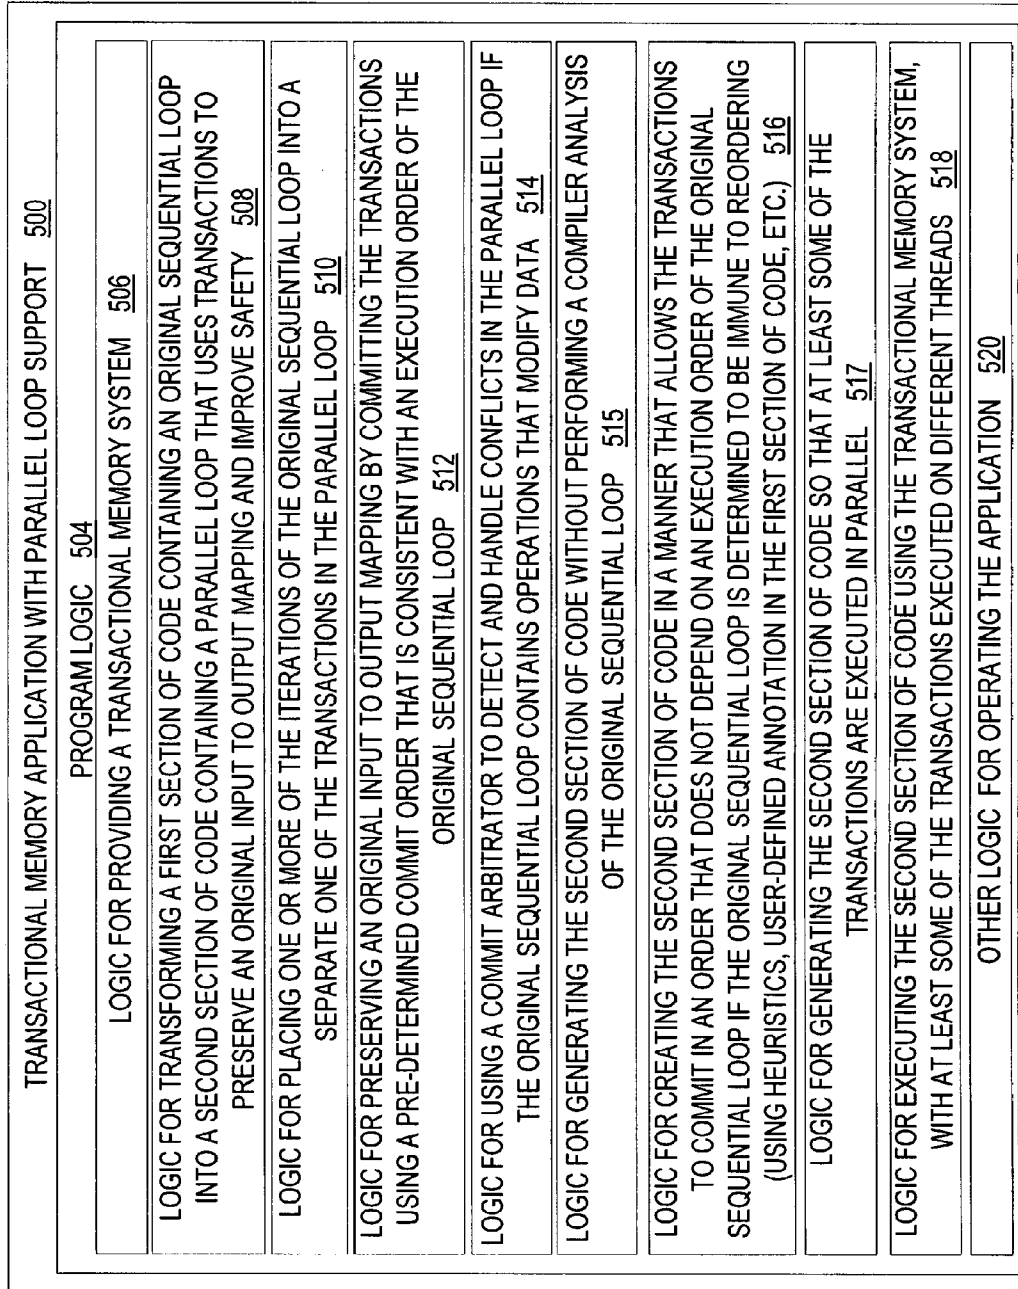 TRANSACTIONAL MEMORY APPLICATION WITH PARALLEL LOOP SUPPORT 500
PROGRAM LOGIC 504
LOGIC FOR PROVIDING A TRANSACTIONAL MEMORY SYSTEM 506
LOGIC FOR TRANSFORMING A FIRST SECTION OF CODE CONTAINING AN ORIGINAL SEQUENTIAL LOOP
INTO A SECOND SECTION OF CODE CONTAINING A PARALLEL LOOP THAT USES TRANSACTIONS TO
PRESERVE AN ORIGINAL INPUT TO OUTPUT MAPPING AND IMPROVE SAFETY 508
LOGIC FOR PLACING ONE OR MORE OF THE ITERATIONS OF THE ORIGINAL SEQUENTIAL LOOP INTO A
SEPARATE ONE OF THE TRANSACTIONS IN THE PARALLEL LOOP 510
LOGIC FOR PRESERVING AN ORIGINAL INPUT TO OUTPUT MAPPING BY COMMITTING THE TRANSACTIONS
USING A PRE-DETERMINED COMMIT ORDER THAT IS CONSISTENT WITH AN EXECUTION ORDER OF THE
ORIGINAL SEQUENTIAL LOOP 512
LOGIC FOR USING A COMMIT ARBITRATOR TO DETECT AND HANDLE CONFLICTS IN THE PARALLEL LOOP IF
THE ORIGINAL SEQUENTIAL LOOP CONTAINS OPERATIONS THAT MODIFY DATA 514
LOGIC FOR GENERATING THE SECOND SECTION OF CODE WITHOUT PERFORMING A COMPILER ANALYSIS
OF THE ORIGINAL SEQUENTIAL LOOP 515
LOGIC FOR CREATING THE SECOND SECTION OF CODE IN A MANNER THAT ALLOWS THE TRANSACTIONS
TO COMMIT IN AN ORDER THAT DOES NOT DEPEND ON AN EXECUTION ORDER OF THE ORIGINAL
SEQUENTIAL LOOP IF THE ORIGINAL SEQUENTIAL LOOP IS DETERMINED TO BE IMMUNE TO REORDERING
(USING HEURISTICS, USER-DEFINED ANNOTATION IN THE FIRST SECTION OF CODE, ETC.) 516
LOGIC FOR GENERATING THE SECOND SECTION OF CODE SO THAT AT LEAST SOME OF THE
TRANSACTIONS ARE EXECUTED IN PARALLEL 517
LOGIC FOR EXECUTING THE SECOND SECTION OF CODE USING THE TRANSACTIONAL MEMORY SYSTEM,
WITH AT LEAST SOME OF THE TRANSACTIONS EXECUTED ON DIFFERENT THREADS 518
OTHER LOGIC FOR OPERATING THE APPLICATION 520